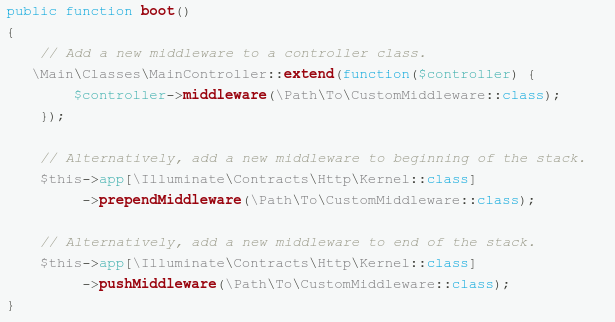 public function boot()
{
    // Add a new middleware to a controller class.
   \Main\Classes\MainController::extend(function($controller) {
        $controller->middleware(\Path\To\CustomMiddleware::class);
    });

    // Alternatively, add a new middleware to beginning of the stack.
    $this->app[\Illuminate\Contracts\Http\Kernel::class]
         ->prependMiddleware(\Path\To\CustomMiddleware::class);

    // Alternatively, add a new middleware to end of the stack.
    $this->app[\Illuminate\Contracts\Http\Kernel::class]
         ->pushMiddleware(\Path\To\CustomMiddleware::class);
}